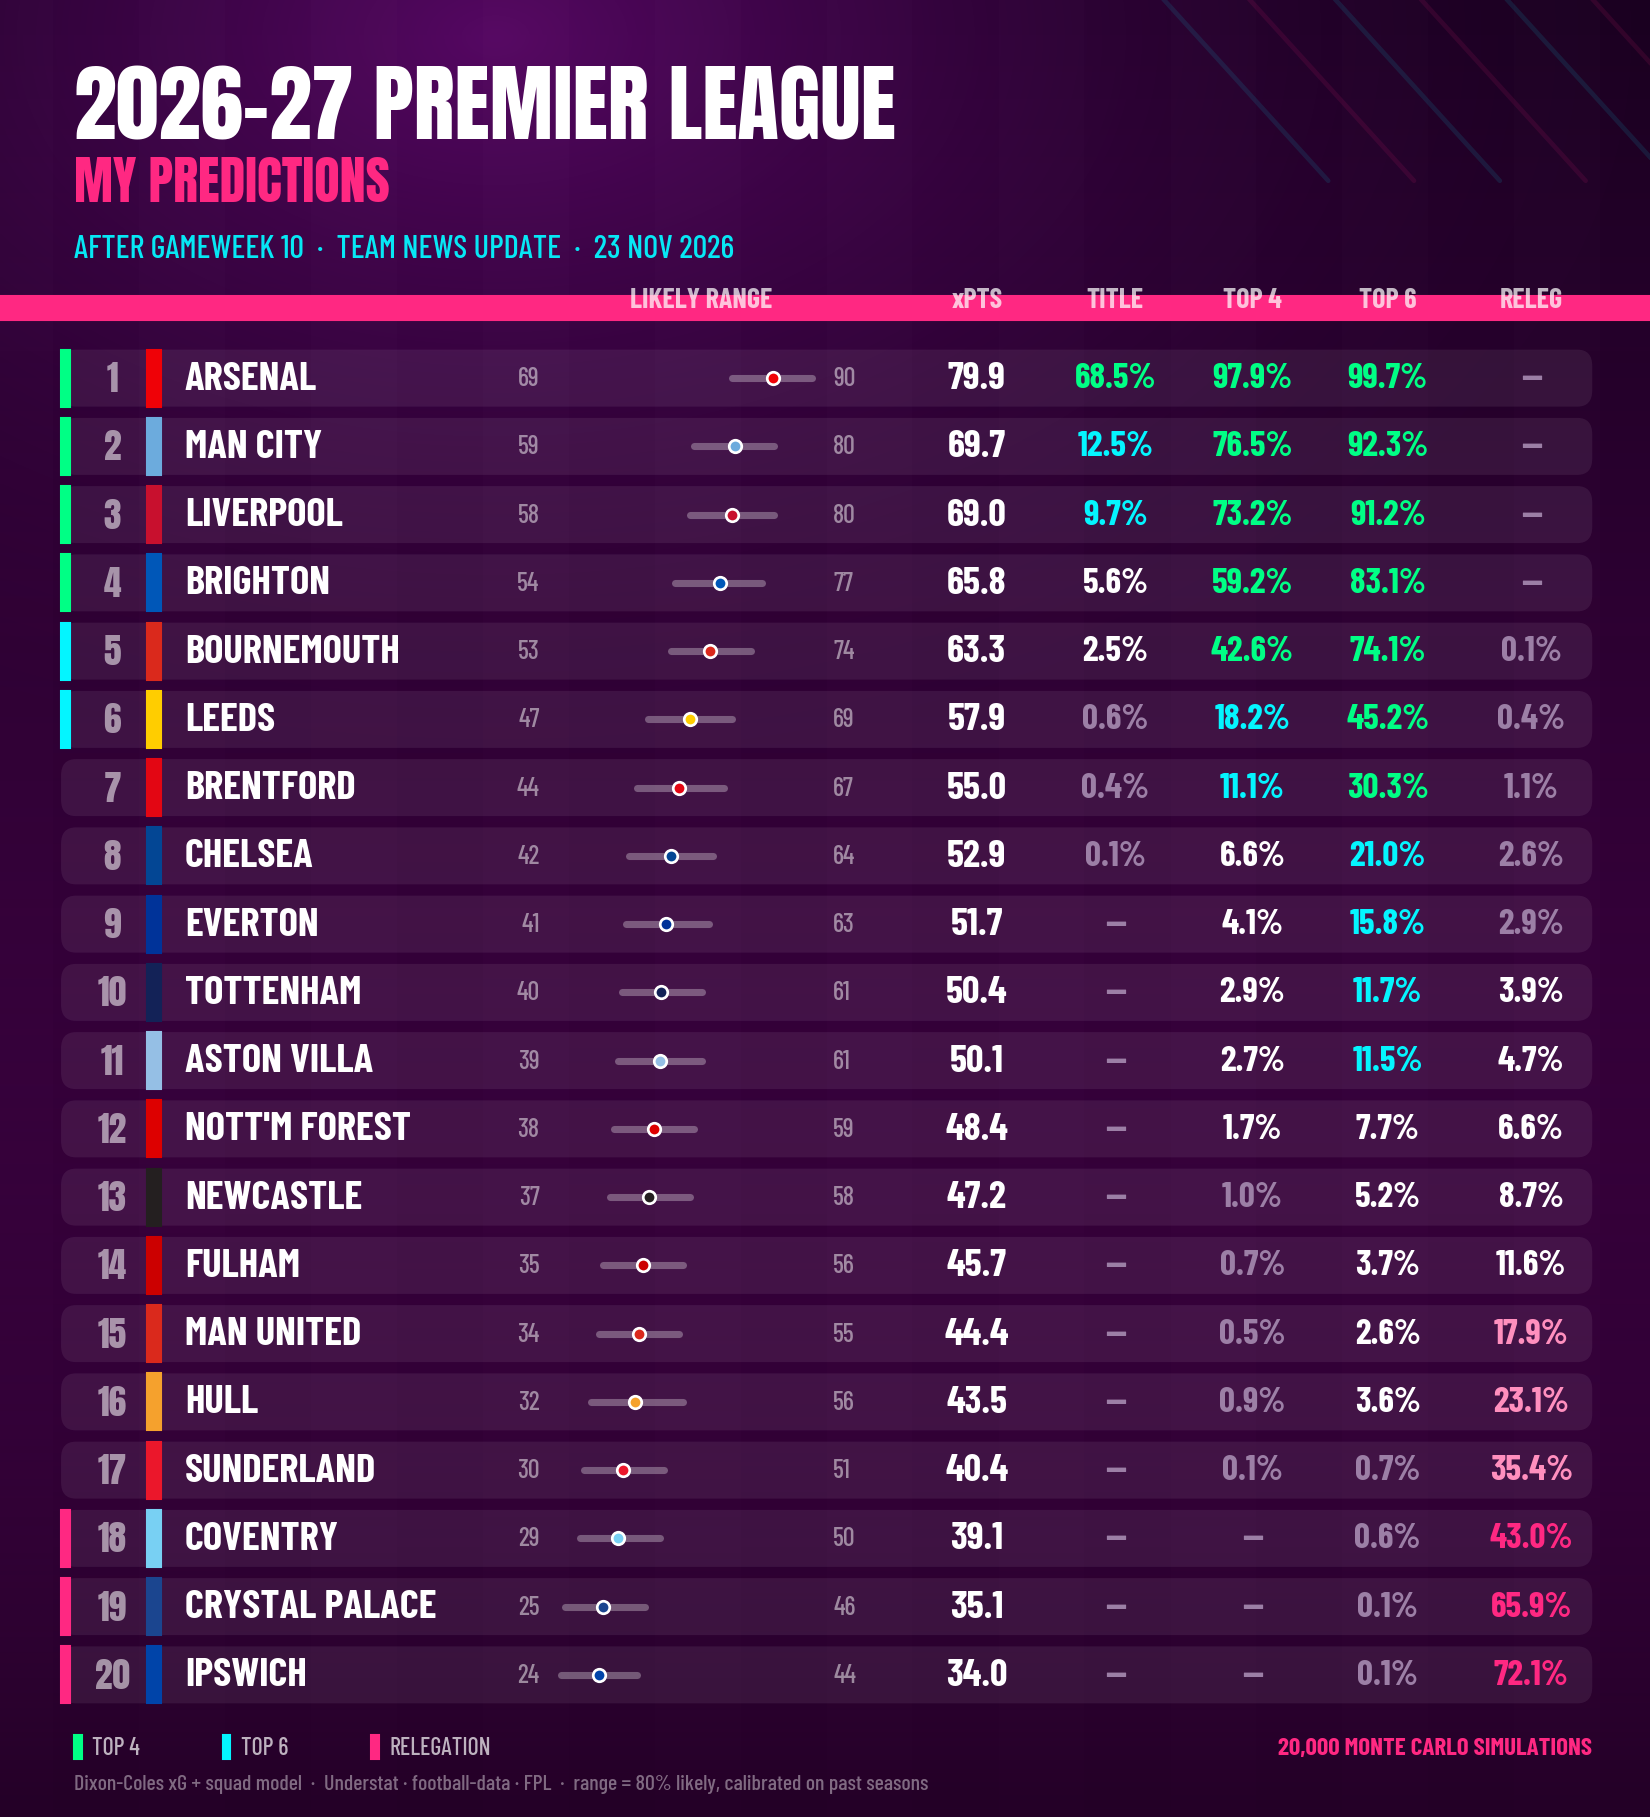 2026-27 PREMIER LEAGUE
MY PREDICTIONS
AFTER GAMEWEEK 10 · TEAM NEWS UPDATE · 23 NOV 2026
LIKELY RANGE xPTS TITLE TOP 4 TOP 6 RELEG
1 ARSENAL 69 90 79.9 68.5% 97.9% 99.7% –
2 MAN CITY 59 80 69.7 12.5% 76.5% 92.3% –
3 LIVERPOOL 58 80 69.0 9.7% 73.2% 91.2% –
4 BRIGHTON 54 77 65.8 5.6% 59.2% 83.1% –
5 BOURNEMOUTH 53 74 63.3 2.5% 42.6% 74.1% 0.1%
6 LEEDS 47 69 57.9 0.6% 18.2% 45.2% 0.4%
7 BRENTFORD 44 67 55.0 0.4% 11.1% 30.3% 1.1%
8 CHELSEA 42 64 52.9 0.1% 6.6% 21.0% 2.6%
9 EVERTON 41 63 51.7 – 4.1% 15.8% 2.9%
10 TOTTENHAM 40 61 50.4 – 2.9% 11.7% 3.9%
11 ASTON VILLA 39 61 50.1 – 2.7% 11.5% 4.7%
12 NOTT'M FOREST 38 59 48.4 – 1.7% 7.7% 6.6%
13 NEWCASTLE 37 58 47.2 – 1.0% 5.2% 8.7%
14 FULHAM 35 56 45.7 – 0.7% 3.7% 11.6%
15 MAN UNITED 34 55 44.4 – 0.5% 2.6% 17.9%
16 HULL 32 56 43.5 – 0.9% 3.6% 23.1%
17 SUNDERLAND 30 51 40.4 – 0.1% 0.7% 35.4%
18 COVENTRY 29 50 39.1 – – 0.6% 43.0%
19 CRYSTAL PALACE 25 46 35.1 – – 0.1% 65.9%
20 IPSWICH 24 44 34.0 – – 0.1% 72.1%
TOP 4 TOP 6 RELEGATION 20,000 MONTE CARLO SIMULATIONS
Dixon-Coles xG + squad model · Understat · football-data · FPL · range = 80% likely, calibrated on past seasons